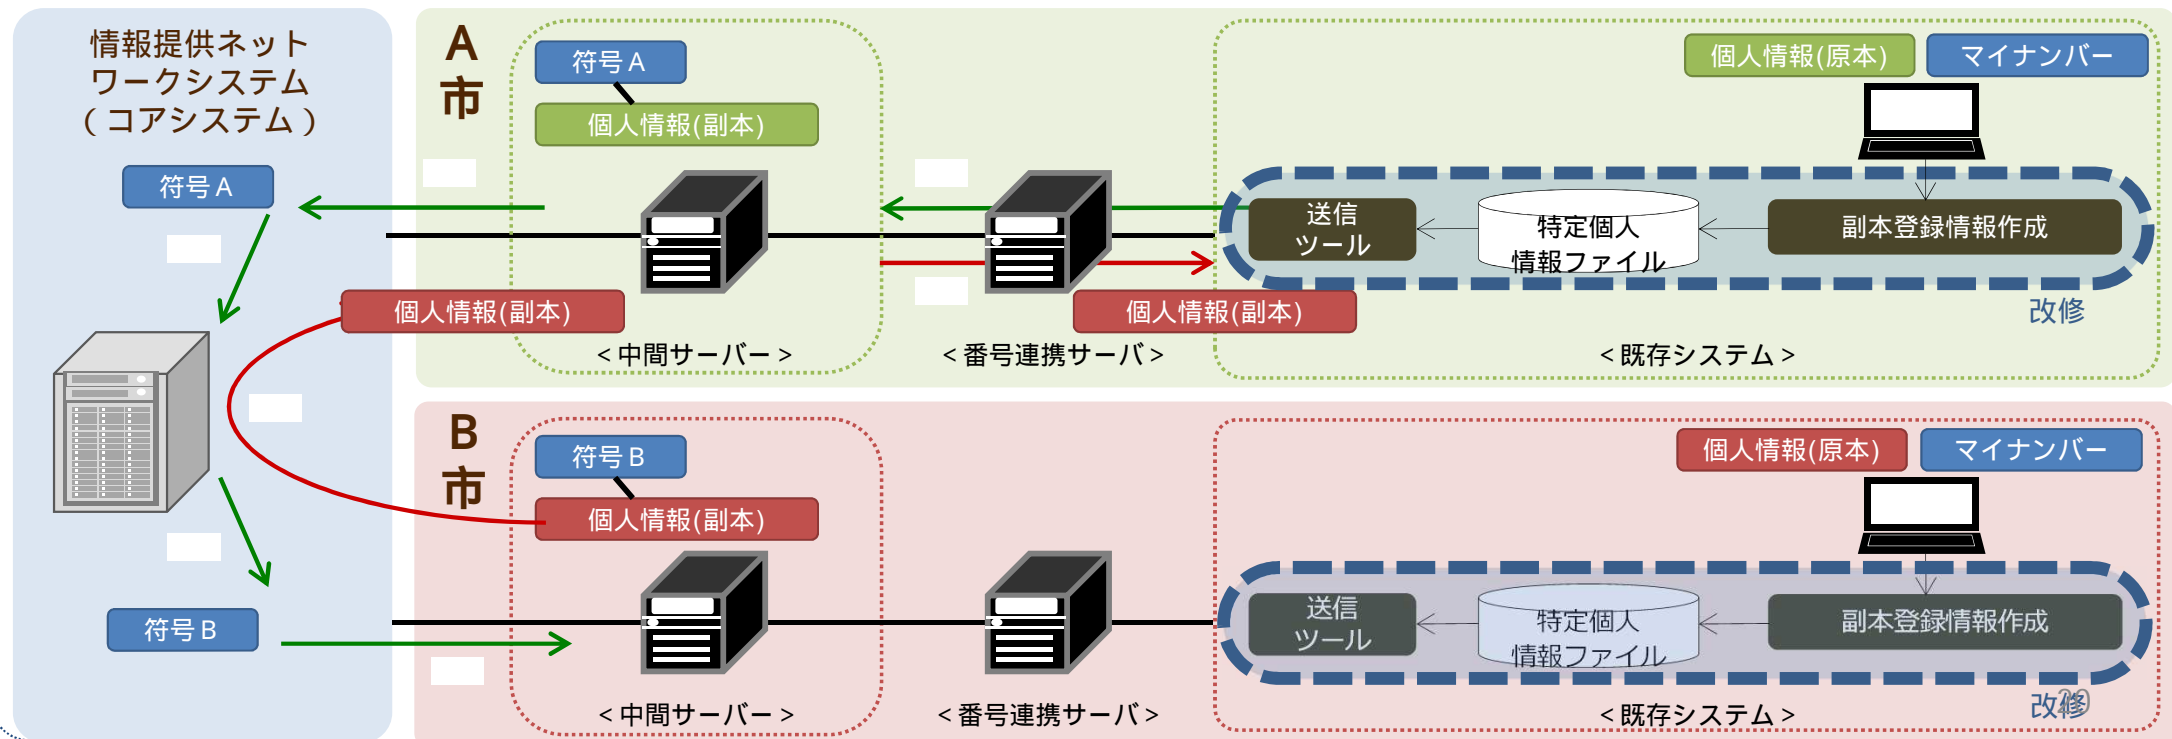 情報提供ネット
ワークシステム
(コアシステム)
符号A
符号B
A
市
符号A
個人情報(副本)
個人情報(副本)
<中間サーバー>
<番号連携サーバ>
個人情報(副本)
個人情報(原本)
マイナンバー
送信
ツール
特定個人
情報ファイル
副本登録情報作成
改修
<既存システム>
B
市
符号B
個人情報(副本)
<中間サーバー>
<番号連携サーバ>
個人情報(原本)
マイナンバー
送信
ツール
特定個人
情報ファイル
副本登録情報作成
改修
<既存システム>
20